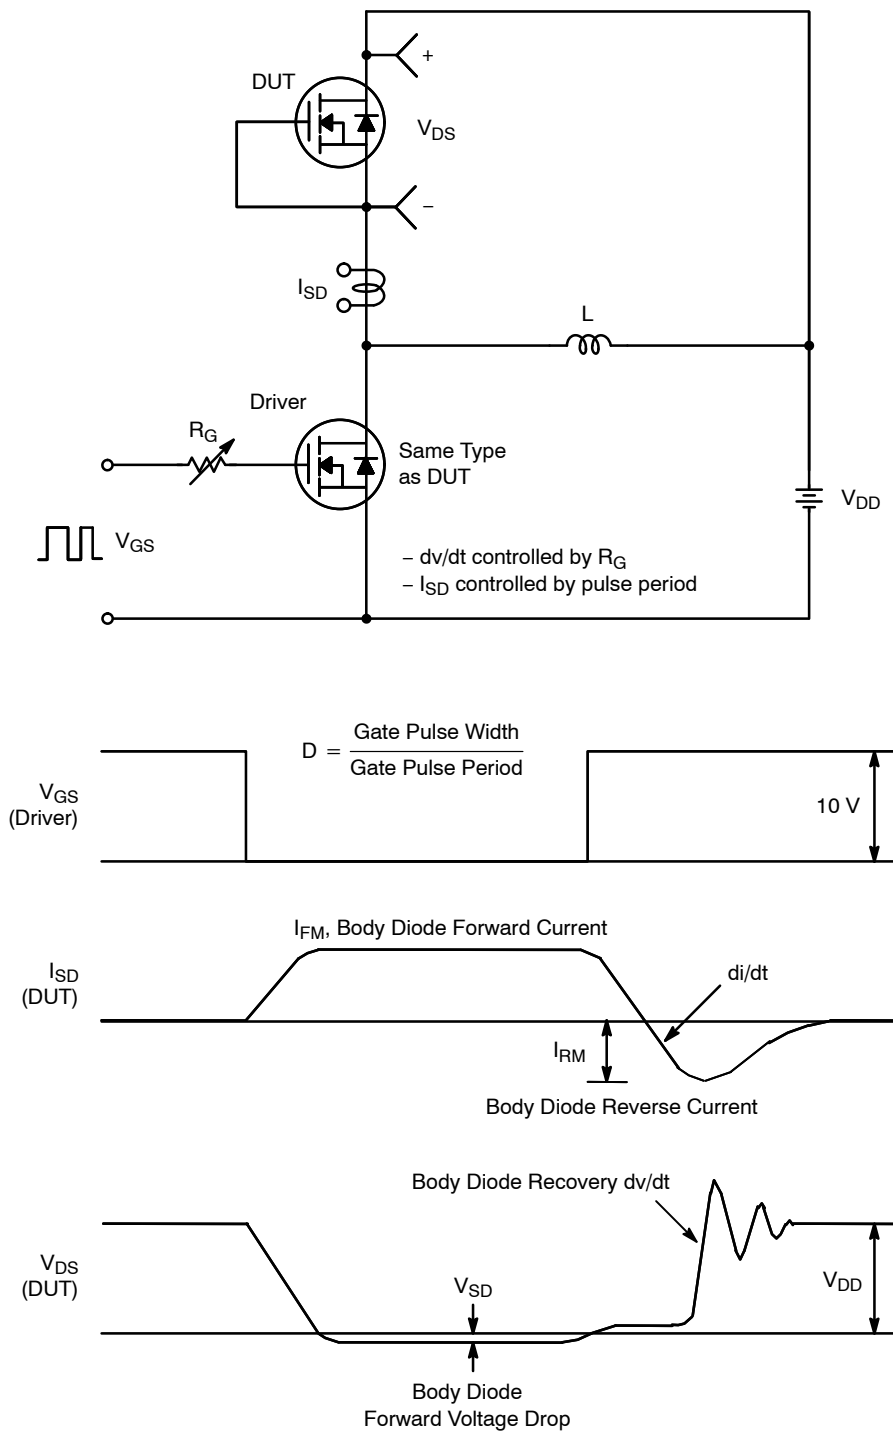 DUT
+
V_DS
−
I_SD
L
Driver
R_G
Same Type
as DUT
V_DD
V_GS
− dv/dt controlled by R_G
− I_SD controlled by pulse period
D = Gate Pulse Width
Gate Pulse Period
V_GS
(Driver)
10 V
I_FM, Body Diode Forward Current
I_SD
(DUT)
di/dt
I_RM
Body Diode Reverse Current
Body Diode Recovery dv/dt
V_DS
(DUT)
V_SD
V_DD
Body Diode
Forward Voltage Drop